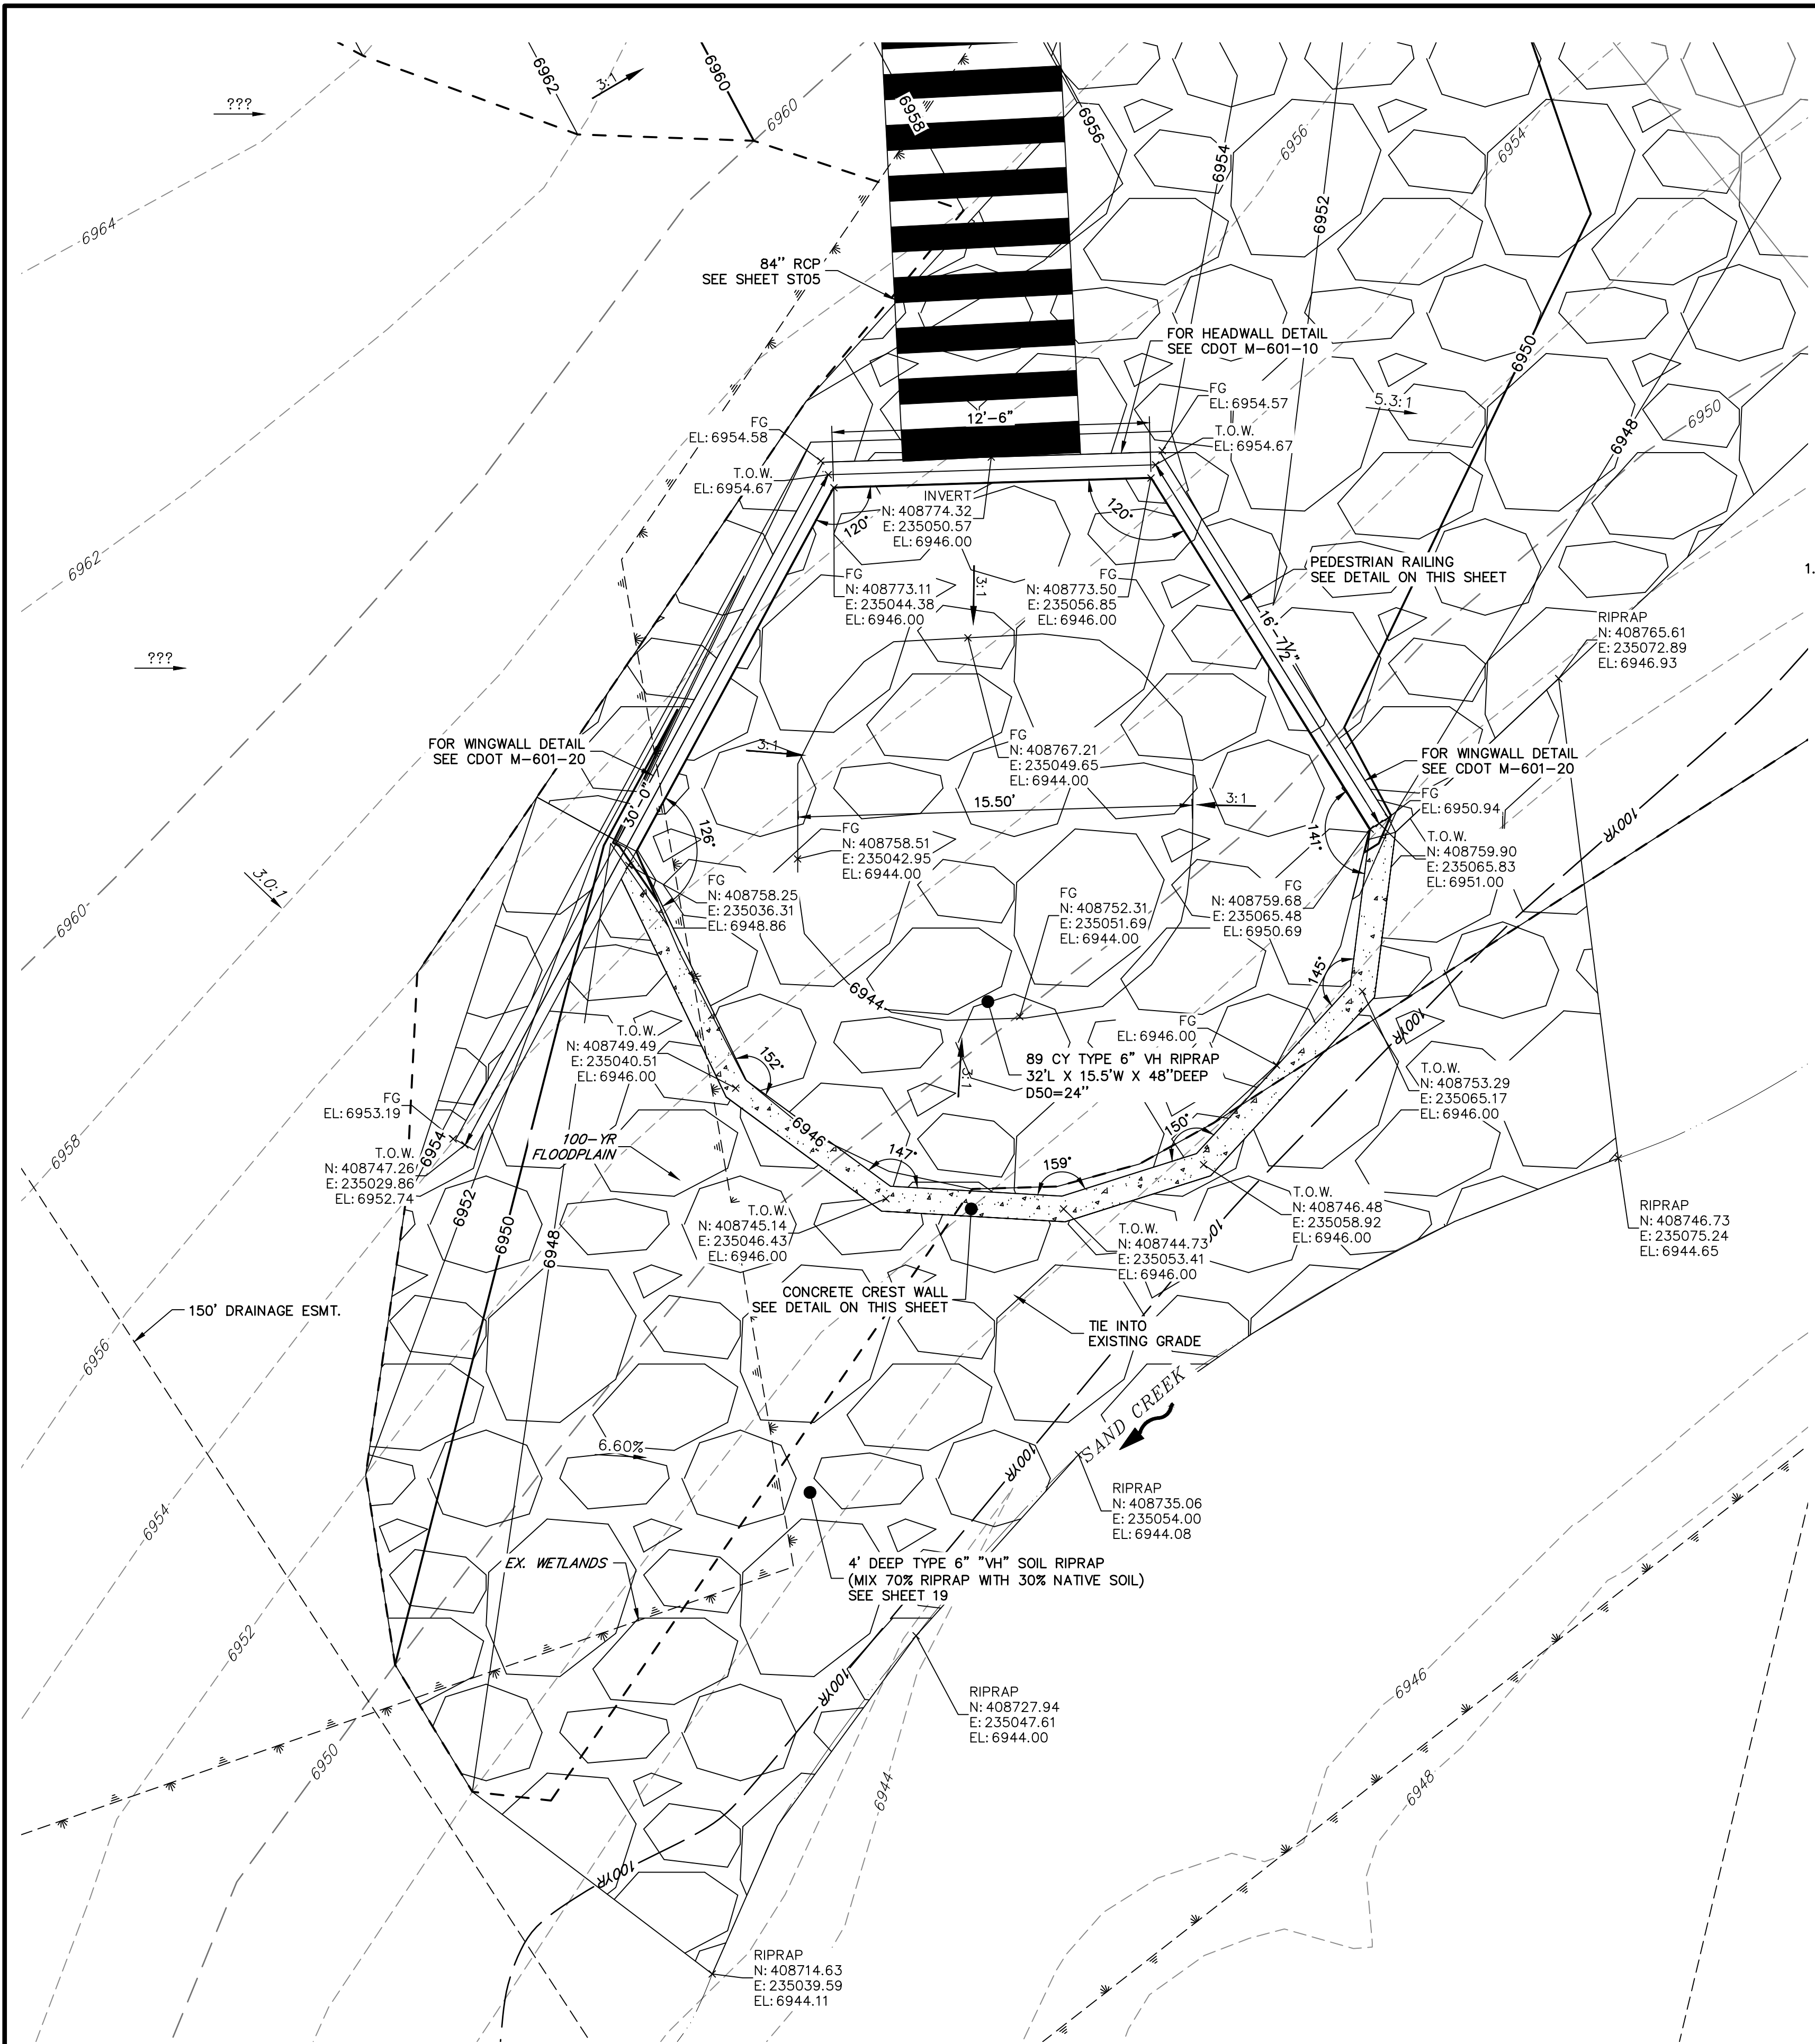 6962
3:1
6960
6960
???
6958
6956
6954
6956
6954
6952
6964
84" RCP
SEE SHEET ST05
FOR HEADWALL DETAIL
SEE CDOT M-601-10
6950
5.3:1
6950
6948
FG
EL: 6954.57
12'-6"
FG
EL: 6954.58
T.O.W.
EL: 6954.67
T.O.W.
EL: 6954.67
INVERT
N: 408774.32
E: 235050.57
EL: 6946.00
120°
120°
6962
PEDESTRIAN RAILING
SEE DETAIL ON THIS SHEET
1.
FG
N: 408773.11
E: 235044.38
EL: 6946.00
3:1
FG
N: 408773.50
E: 235056.85
EL: 6946.00
16'-7½"
RIPRAP
N: 408765.61
E: 235072.89
EL: 6946.93
???
FOR WINGWALL DETAIL
SEE CDOT M-601-20
3:1
FG
N: 408767.21
E: 235049.65
EL: 6944.00
FOR WINGWALL DETAIL
SEE CDOT M-601-20
15.50'
3:1
FG
EL: 6950.94
30'-0"
126°
141°
100YR
FG
N: 408758.51
E: 235042.95
EL: 6944.00
T.O.W.
N: 408759.90
E: 235065.83
EL: 6951.00
3.0:1
FG
N: 408758.25
E: 235036.31
EL: 6948.86
FG
N: 408752.31
E: 235051.69
EL: 6944.00
FG
N: 408759.68
E: 235065.48
EL: 6950.69
6960
6944
145°
T.O.W.
N: 408749.49
E: 235040.51
EL: 6946.00
152°
FG
EL: 6946.00
100YR
89 CY TYPE 6" VH RIPRAP
32'L X 15.5'W X 48"DEEP
D50=24"
3:1
T.O.W.
N: 408753.29
E: 235065.17
EL: 6946.00
FG
EL: 6953.19
6958
6954
100-YR
FLOODPLAIN
6946
147°
159°
150°
T.O.W.
N: 408747.26
E: 235029.86
EL: 6952.74
6952
6950
6948
T.O.W.
N: 408745.14
E: 235046.43
EL: 6946.00
T.O.W.
N: 408744.73
E: 235053.41
EL: 6946.00
T.O.W.
N: 408746.48
E: 235058.92
EL: 6946.00
10
RIPRAP
N: 408746.73
E: 235075.24
EL: 6944.65
150' DRAINAGE ESMT.
CONCRETE CREST WALL
SEE DETAIL ON THIS SHEET
TIE INTO
EXISTING GRADE
6956
SAND CREEK
6.60%
100YR
6954
RIPRAP
N: 408735.06
E: 235054.00
EL: 6944.08
EX. WETLANDS
4' DEEP TYPE 6" "VH" SOIL RIPRAP
(MIX 70% RIPRAP WITH 30% NATIVE SOIL)
SEE SHEET 19
6952
100YR
RIPRAP
N: 408727.94
E: 235047.61
EL: 6944.00
6946
6950
6944
6948
100YR
RIPRAP
N: 408714.63
E: 235039.59
EL: 6944.11